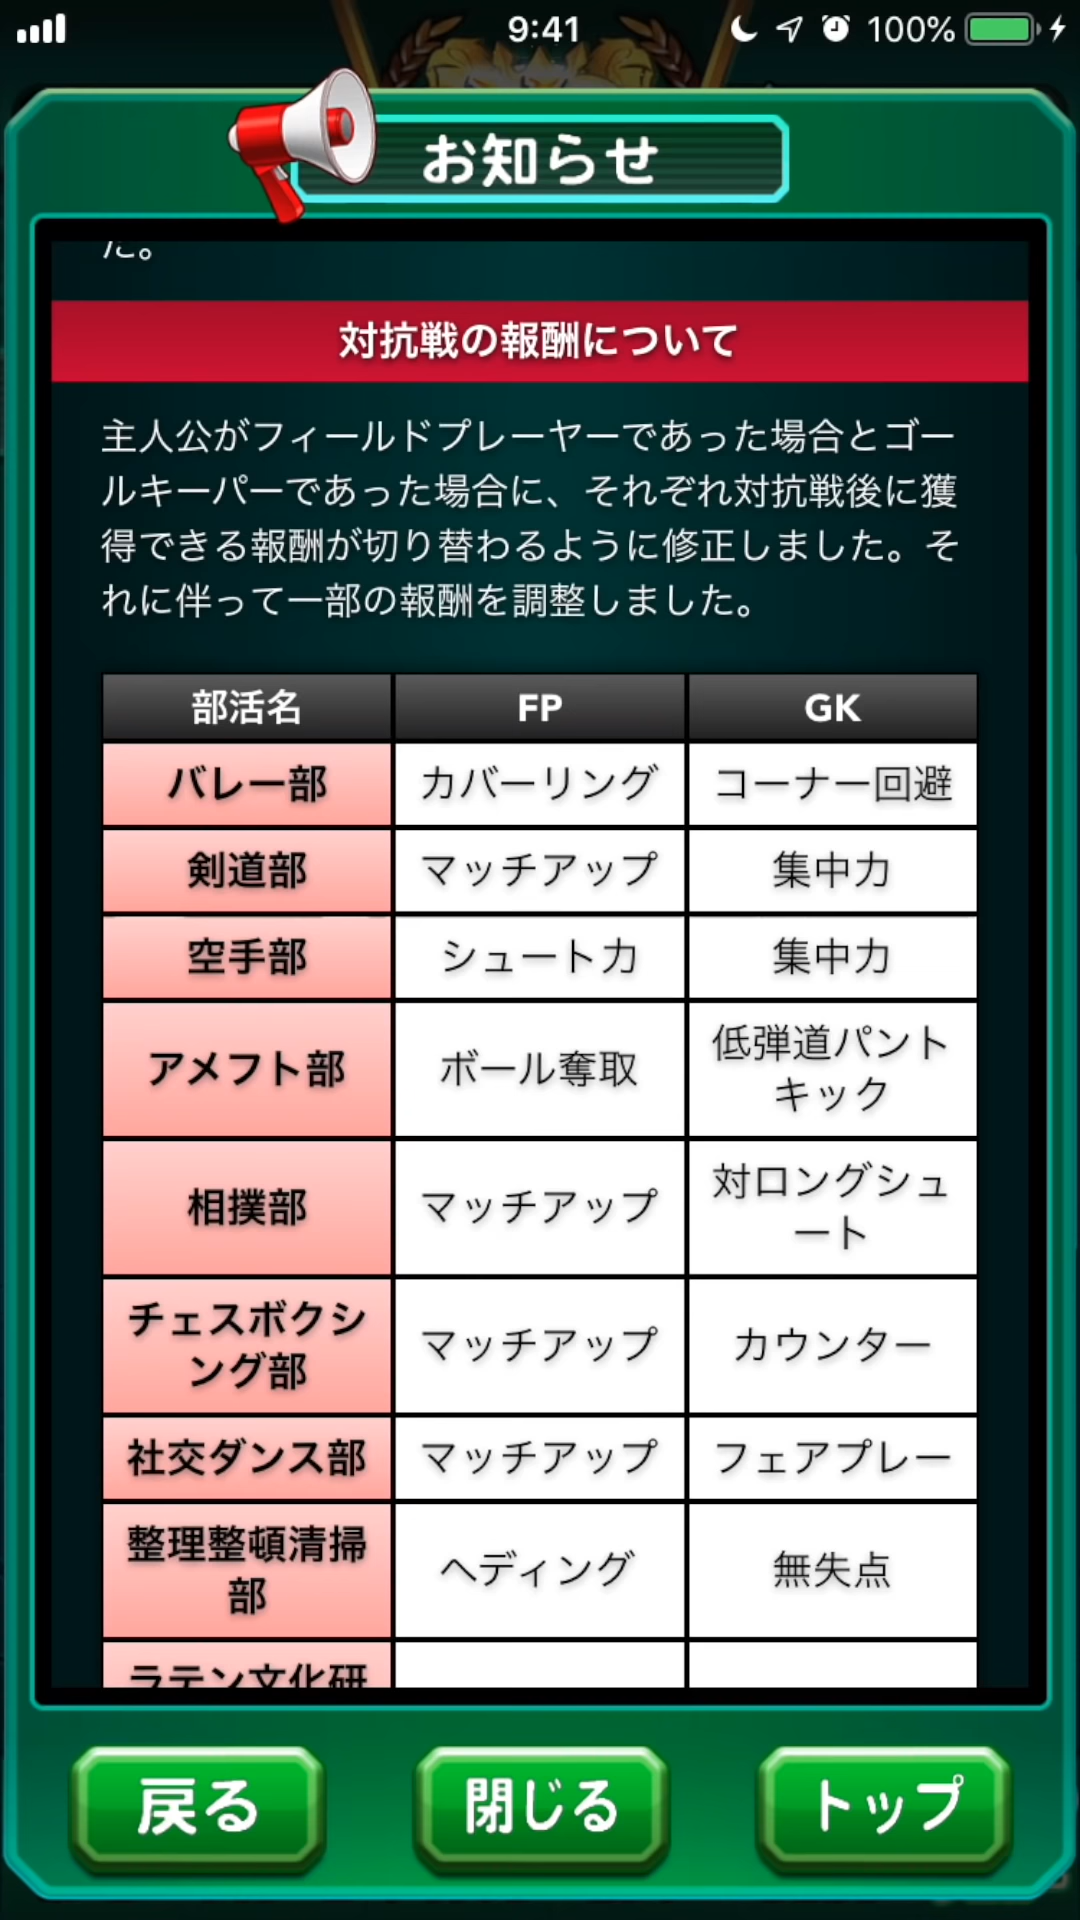 9:41
100%
お知らせ
た。
対抗戦の報酬について
主人公がフィールドプレーヤーであった場合とゴー
ルキーパーであった場合に、それぞれ対抗戦後に獲
得できる報酬が切り替わるように修正しました。そ
れに伴って一部の報酬を調整しました。
部活名 FP GK
バレー部 カバーリング コーナー回避
剣道部 マッチアップ 集中力
空手部 シュート力 集中力
アメフト部 ボール奪取 低弾道パント
キック
相撲部 マッチアップ 対ロングシュ
ート
チェスボクシ
ング部 マッチアップ カウンター
社交ダンス部 マッチアップ フェアプレー
整理整頓清掃
部 ヘディング 無失点
ラテン文化研
戻る 閉じる トップ